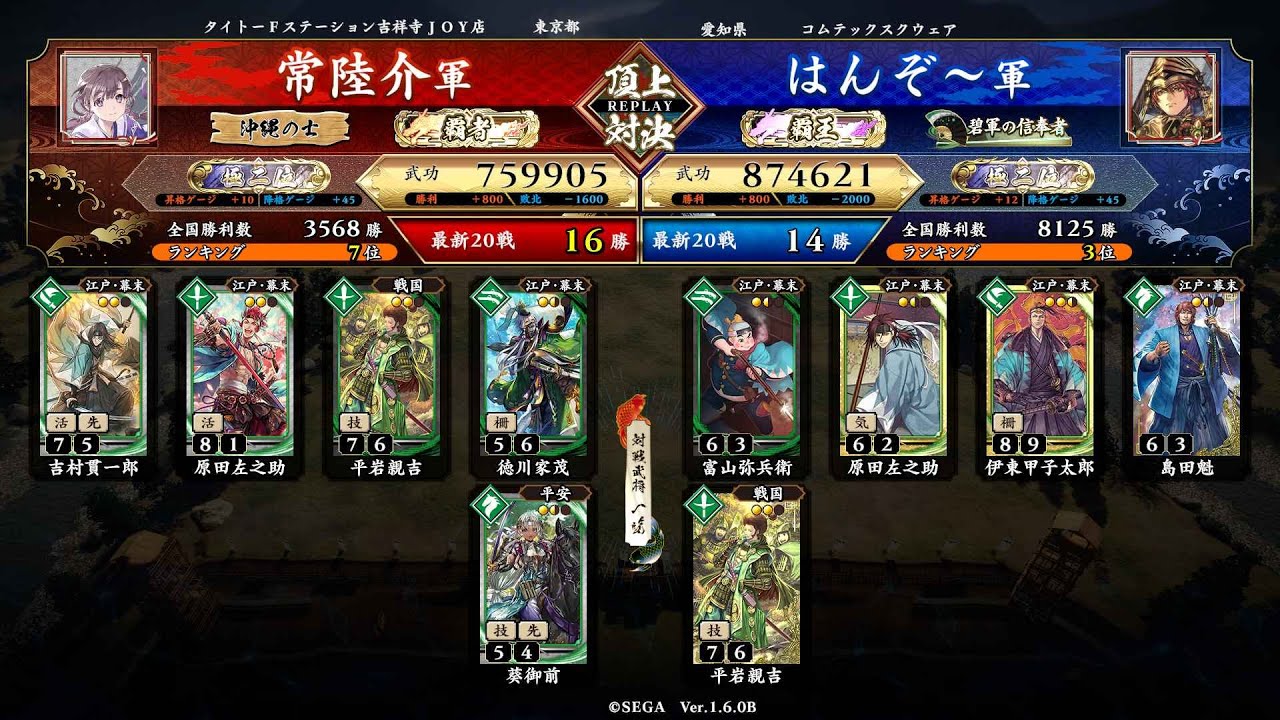 タイトーFステーション吉祥寺JOY店 東京都 愛知県 コムテックスクウェア
常陸介軍
はんぞ〜軍
頂上
REPLAY
対決
沖縄の士
覇者
覇王
碧軍の信奉者
極二位
武功 759905
武功 874621
極二位
昇格ゲージ +10 降格ゲージ +45
勝利 +800 敗北 -1600
勝利 +800 敗北 -2000
昇格ゲージ +12 降格ゲージ +45
全国勝利数 3568 勝
ランキング 7位
最新20戦 16勝
最新20戦 14勝
全国勝利数 8125 勝
ランキング 3位
江戸・幕末 江戸・幕末 戦国 江戸・幕末 江戸・幕末 江戸・幕末 江戸・幕末 江戸・幕末
活 先 活 技 柵 気 柵
7 5 8 1 7 6 5 6 6 3 6 2 8 9 6 3
吉村貫一郎 原田左之助 平岩親吉 徳川家茂 富山弥兵衛 原田左之助 伊東甲子太郎 島田魁
対戦武将一覧
平安 戦国
技 先 技
5 4 7 6
葵御前 平岩親吉
©SEGA Ver.1.6.0B